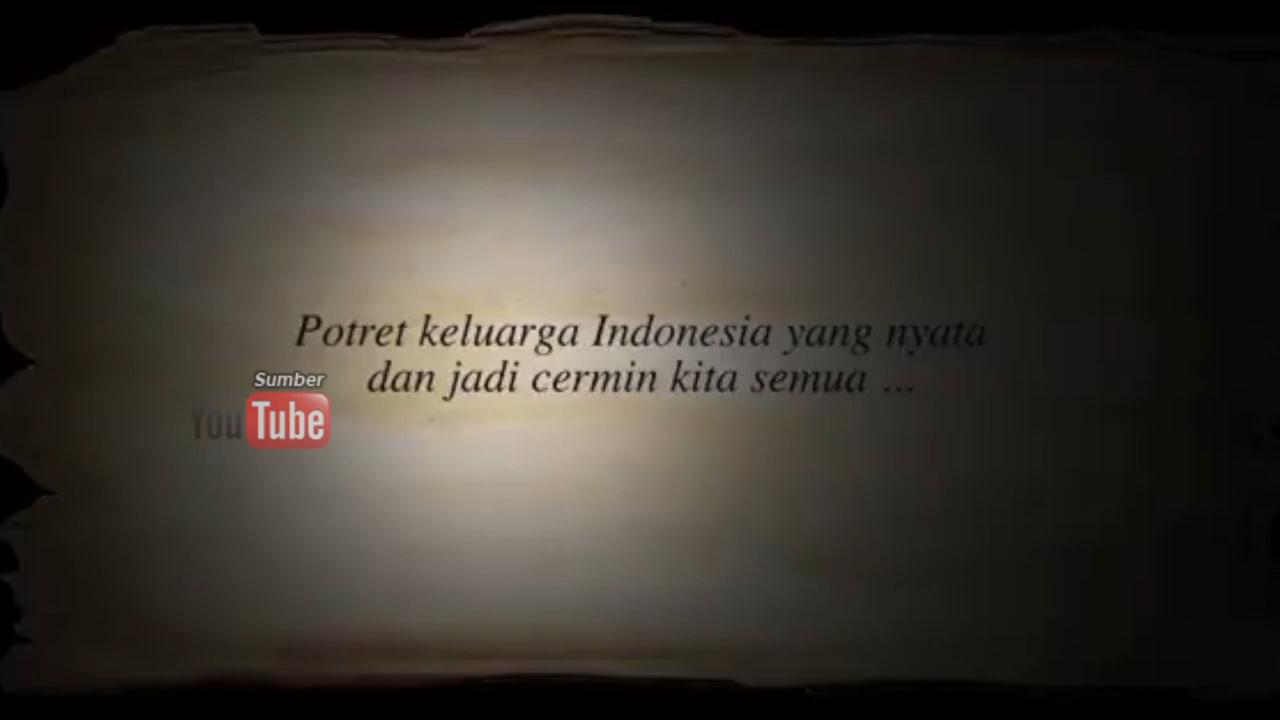 Potret keluarga Indonesia yang nyata
dan jadi cermin kita semua ...
Sumber
YouTube